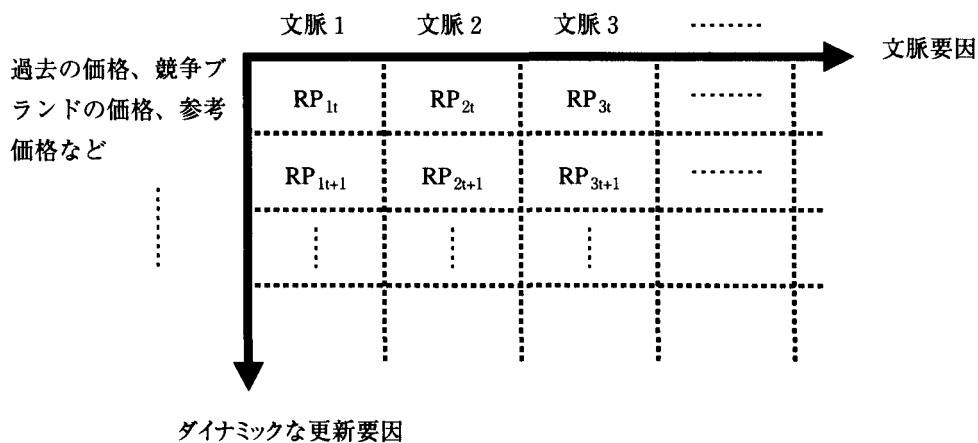 文脈 1 文脈 2 文脈 3 ………
文脈要因
過去の価格、競争ブ
ランドの価格、参考
価格など
RP₁ₜ RP₂ₜ RP₃ₜ ………
RP₁ₜ₊₁ RP₂ₜ₊₁ RP₃ₜ₊₁ ………
ダイナミックな更新要因